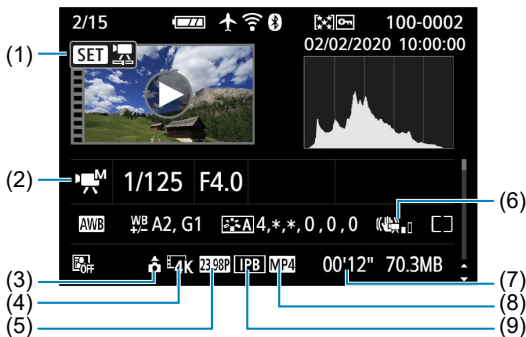 2/15 100-0002
02/02/2020 10:00:00
(1) SET
(2) M 1/125 F4.0
(6)
AWB WB +/- A2, G1 A 4,*,*,0,0,0
OFF 4K 23.98P IPB MP4 00'12" 70.3MB
(3) (7)
(4) (8)
(5) (9)